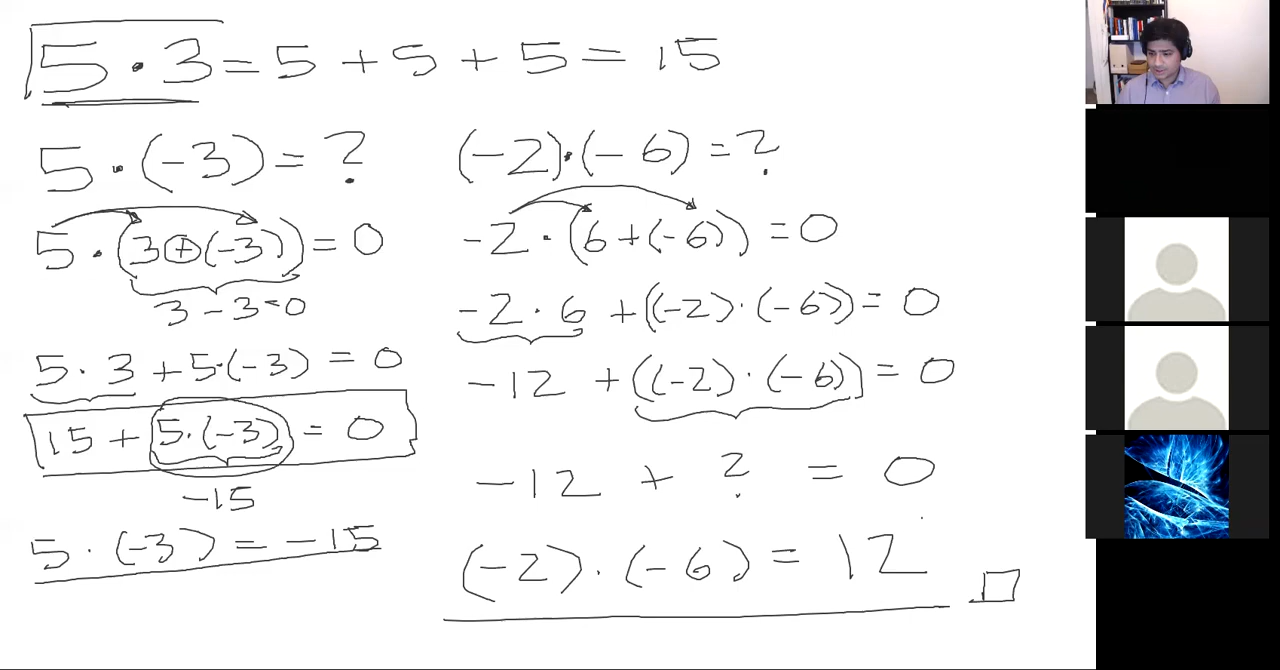 5 · 3 = 5 + 5 + 5 = 15
5 · (-3) = ?
5 · (3 + (-3)) = 0
3 - 3 = 0
5 · 3 + 5 · (-3) = 0
15 + 5 · (-3) = 0
-15
5 · (-3) = -15
(-2) · (-6) = ?
-2 · (6 + (-6)) = 0
-2 · 6 + ((-2) · (-6)) = 0
-12 + ((-2) · (-6)) = 0
-12 + ? = 0
(-2) · (-6) = 12